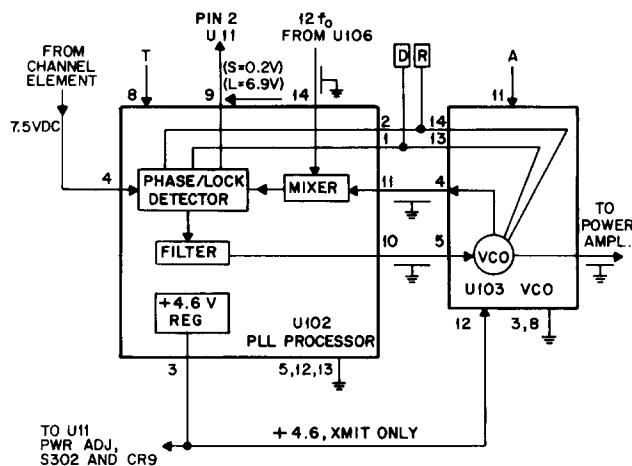 PIN 2
U 11
12 fo
FROM U106
FROM
CHANNEL
ELEMENT
T
(S=0.2V)
(L=6.9V)
D
R
A
8
9
14
11
7.5VDC
2
14
1
13
4
PHASE/LOCK
DETECTOR
MIXER
11
4
TO
POWER
AMPL.
FILTER
10
5
VCO
U103 VCO
+4.6 V
REG
U102
PLL PROCESSOR
12
3,8
3
5,12,13
TO U11
PWR ADJ,
S302 AND CR9
+4.6, XMIT ONLY